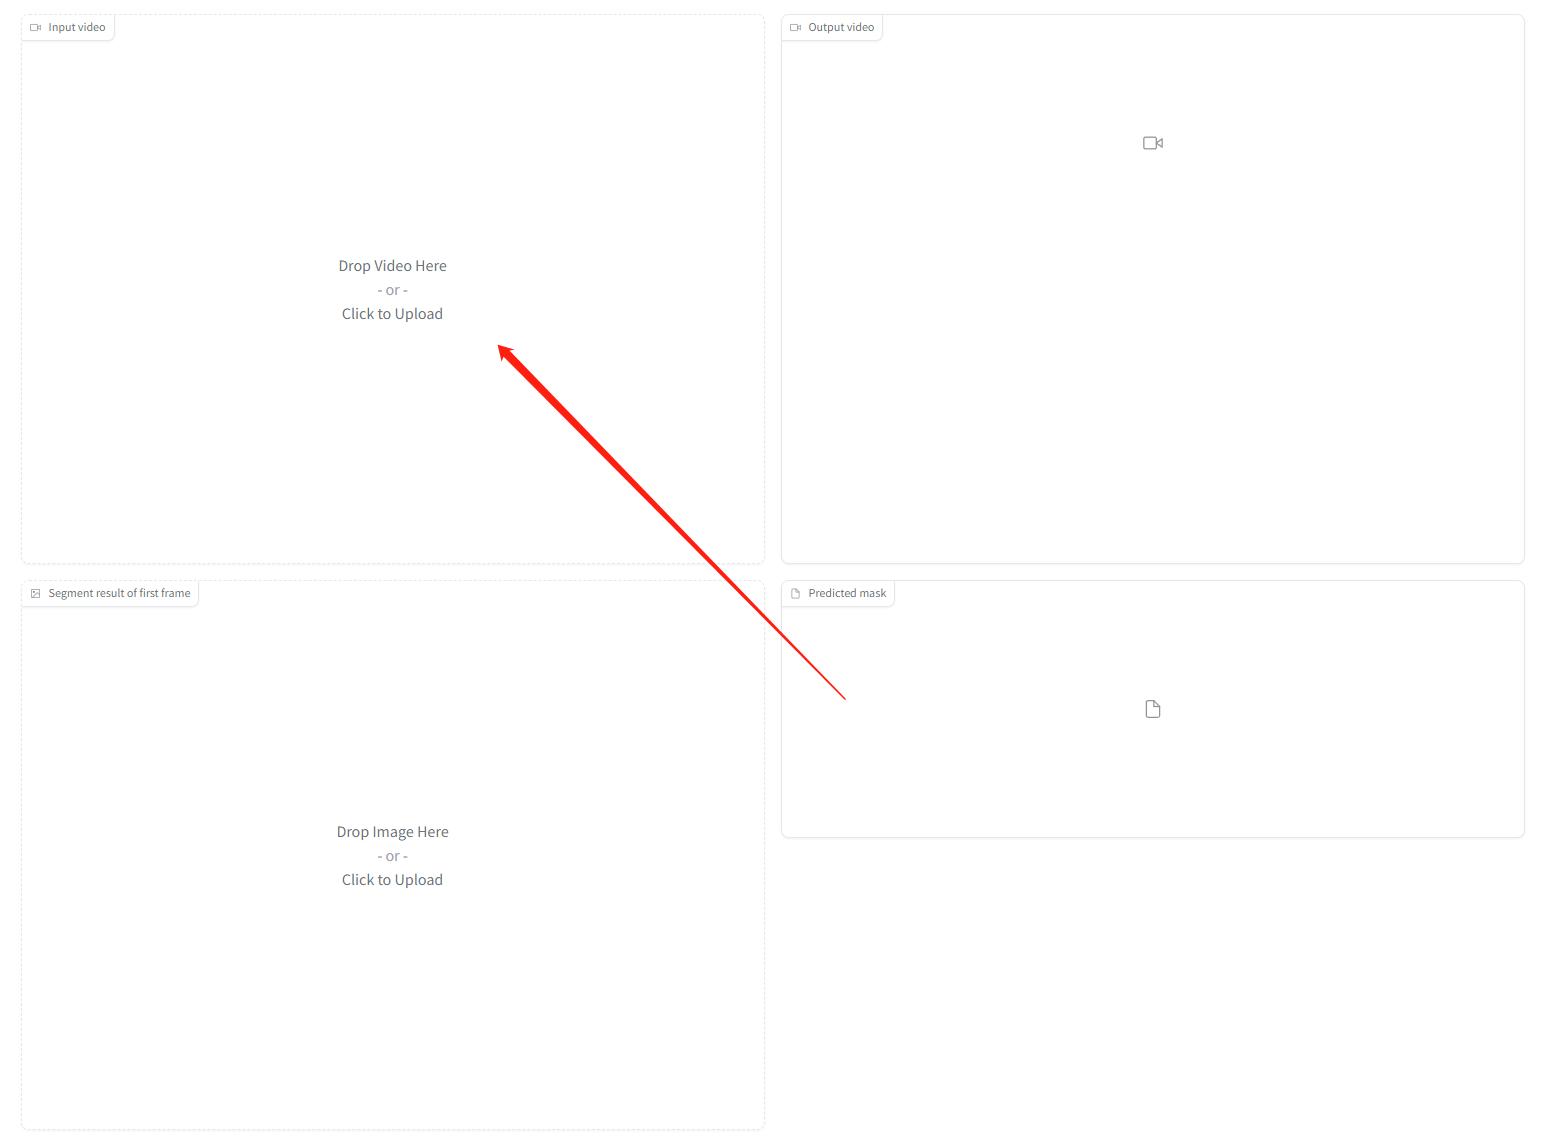 Input video
Output video
Drop Video Here
- or -
Click to Upload
Segment result of first frame
Predicted mask
Drop Image Here
- or -
Click to Upload